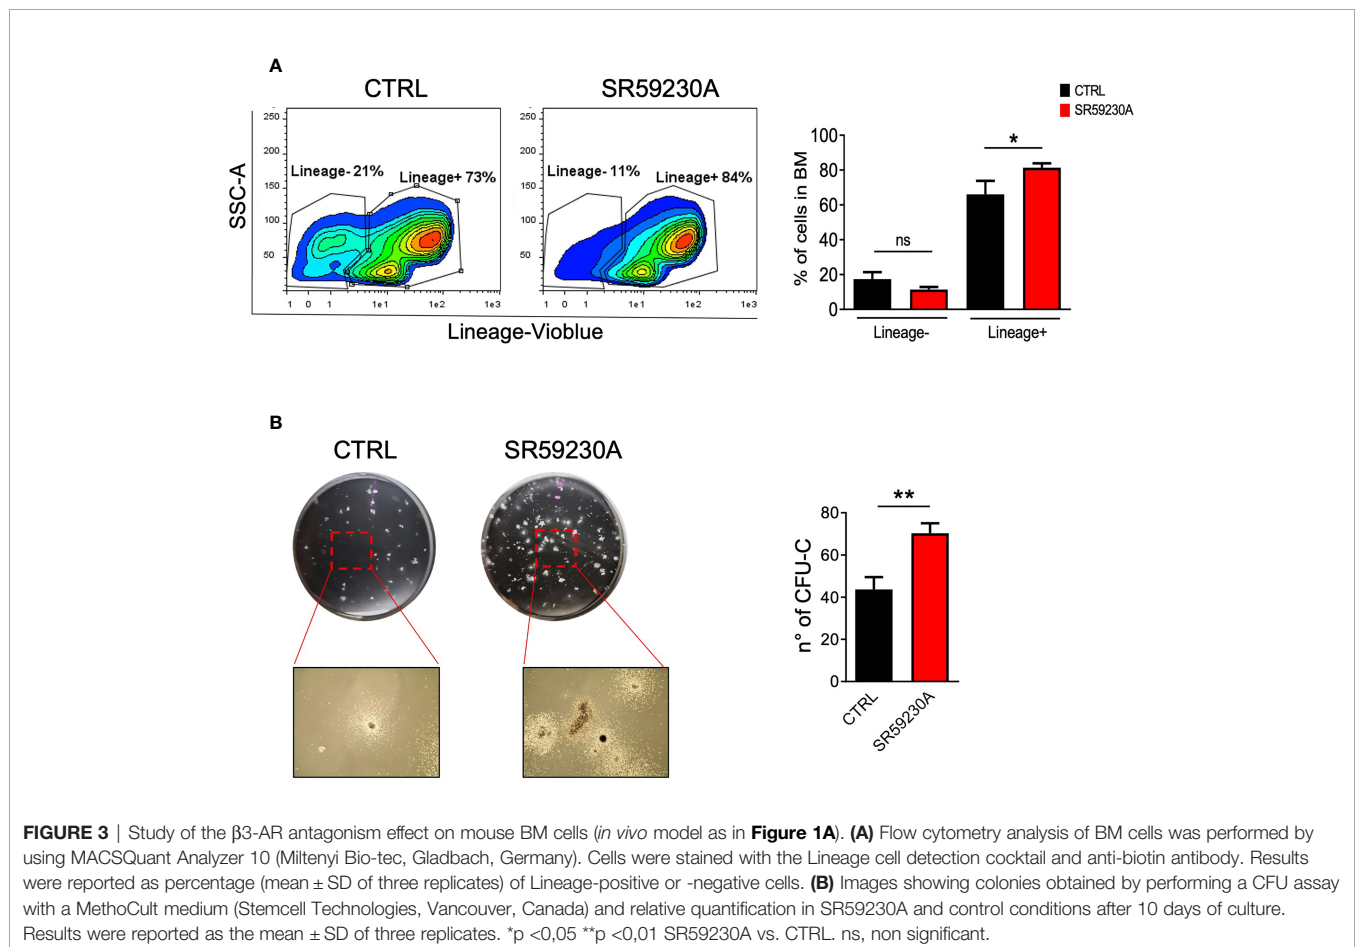 A
CTRL
SR59230A
SSC-A
250
200
150
100
50
Lineage- 21%
Lineage+ 73%
1 0 1 1e1 1e2 1e3
250
200
150
100
50
Lineage- 11%
Lineage+ 84%
1 0 1 1e1 1e2 1e3
Lineage-Vioblue
CTRL
SR59230A
% of cells in BM
100
80
60
40
20
0
ns
*
Lineage-
Lineage+
B
CTRL
SR59230A
n° of CFU-C
80
60
40
20
0
**
CTRL
SR59230A
FIGURE 3 | Study of the β3-AR antagonism effect on mouse BM cells (in vivo model as in Figure 1A). (A) Flow cytometry analysis of BM cells was performed by
using MACSQuant Analyzer 10 (Miltenyi Bio-tec, Gladbach, Germany). Cells were stained with the Lineage cell detection cocktail and anti-biotin antibody. Results
were reported as percentage (mean ± SD of three replicates) of Lineage-positive or -negative cells. (B) Images showing colonies obtained by performing a CFU assay
with a MethoCult medium (Stemcell Technologies, Vancouver, Canada) and relative quantification in SR59230A and control conditions after 10 days of culture.
Results were reported as the mean ± SD of three replicates. *p <0,05 **p <0,01 SR59230A vs. CTRL. ns, non significant.